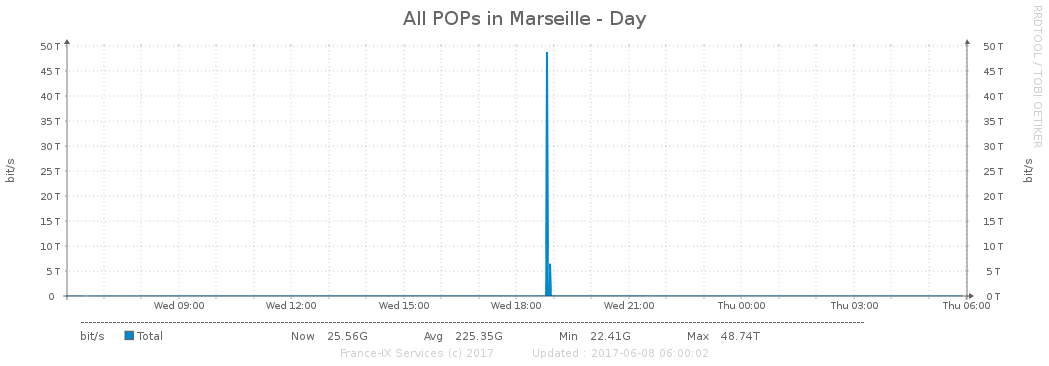 All POPs in Marseille - Day
RRDTOOL / TOBI OETIKER
bit/s
bit/s
50 T 50 T
45 T 45 T
40 T 40 T
35 T 35 T
30 T 30 T
25 T 25 T
20 T 20 T
15 T 15 T
10 T 10 T
5 T 5 T
0 0 T
Wed 09:00 Wed 12:00 Wed 15:00 Wed 18:00 Wed 21:00 Thu 00:00 Thu 03:00 Thu 06:00
bit/s Total Now 25.56G Avg 225.35G Min 22.41G Max 48.74T
France-IX Services (c) 2017 Updated : 2017-06-08 06:00:02